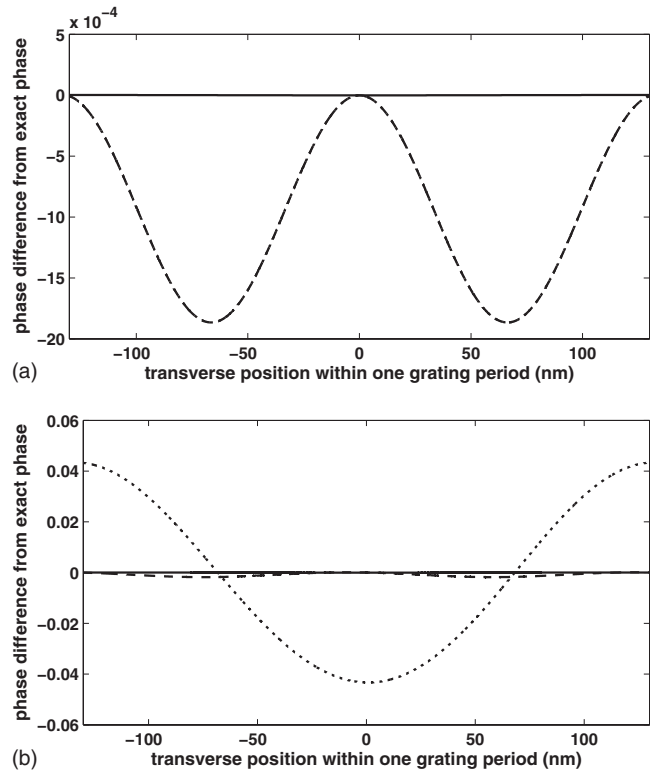 x 10⁻⁴
5
0
−5
−10
−15
−20
phase difference from exact phase
−100 −50 0 50 100
transverse position within one grating period (nm)
(a)
0.06
0.04
0.02
0
−0.02
−0.04
−0.06
phase difference from exact phase
−100 −50 0 50 100
transverse position within one grating period (nm)
(b)